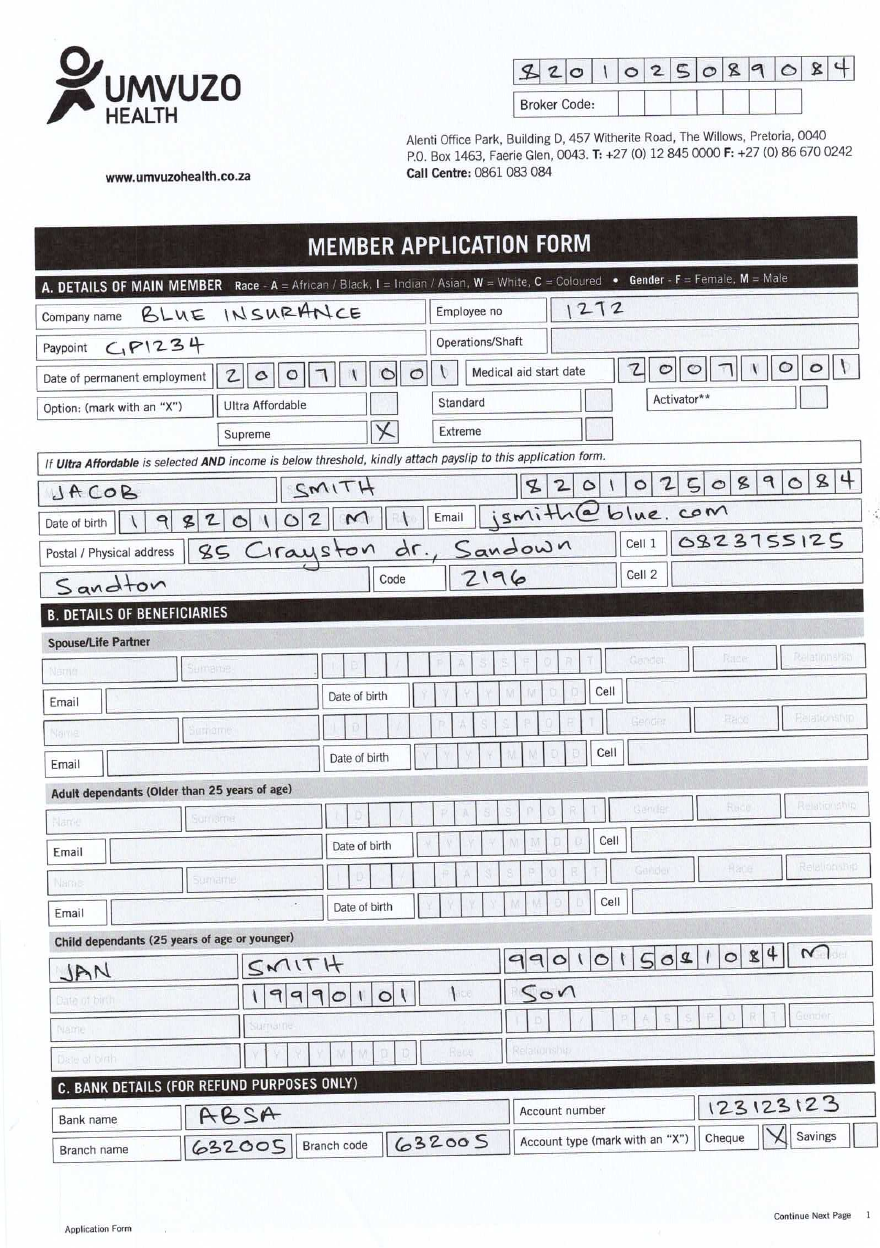 UMVUZO
HEALTH
www.umvuzohealth.co.za
8201025089084
Broker Code:
Alenti Office Park, Building D, 457 Witherite Road, The Willows, Pretoria, 0040
P.O. Box 1463, Faerie Glen, 0043. T: +27 (0) 12 845 0000 F: +27 (0) 86 670 0242
Call Centre: 0861 083 084
MEMBER APPLICATION FORM
A. DETAILS OF MAIN MEMBER Race - A = African / Black, I = Indian / Asian, W = White, C = Coloured • Gender - F = Female, M = Male
Company name BLUE INSURANCE Employee no 1272
Paypoint GP1234 Operations/Shaft
Date of permanent employment 20071001 Medical aid start date 20071001
Option: (mark with an "X") Ultra Affordable Standard Activator**
Supreme X Extreme
If Ultra Affordable is selected AND income is below threshold, kindly attach payslip to this application form.
JACOB SMITH 8201025089084
Date of birth 19820102 M I Email jsmith@blue.com
Postal / Physical address 85 Grayston dr., Sandown Cell 1 0823755125
Sandton Code 2196 Cell 2
B. DETAILS OF BENEFICIARIES
Spouse/Life Partner
Name Surname ID / PASSPORT Gender Race Relationship
Email Date of birth YYYYMMDD Cell
Name Surname ID / PASSPORT Gender Race Relationship
Email Date of birth YYYYMMDD Cell
Adult dependants (Older than 25 years of age)
Name Surname ID / PASSPORT Gender Race Relationship
Email Date of birth YYYYMMDD Cell
Name Surname ID / PASSPORT Gender Race Relationship
Email Date of birth YYYYMMDD Cell
Child dependants (25 years of age or younger)
JAN SMITH 9901015081084 M
Date of birth 19990101 I Son
Name Surname ID / PASSPORT Gender
Date of birth YYYYMMDD Race Relationship
C. BANK DETAILS (FOR REFUND PURPOSES ONLY)
Bank name ABSA Account number 123123123
Branch name 632005 Branch code 632005 Account type (mark with an "X") Cheque X Savings
Continue Next Page 1
Application Form